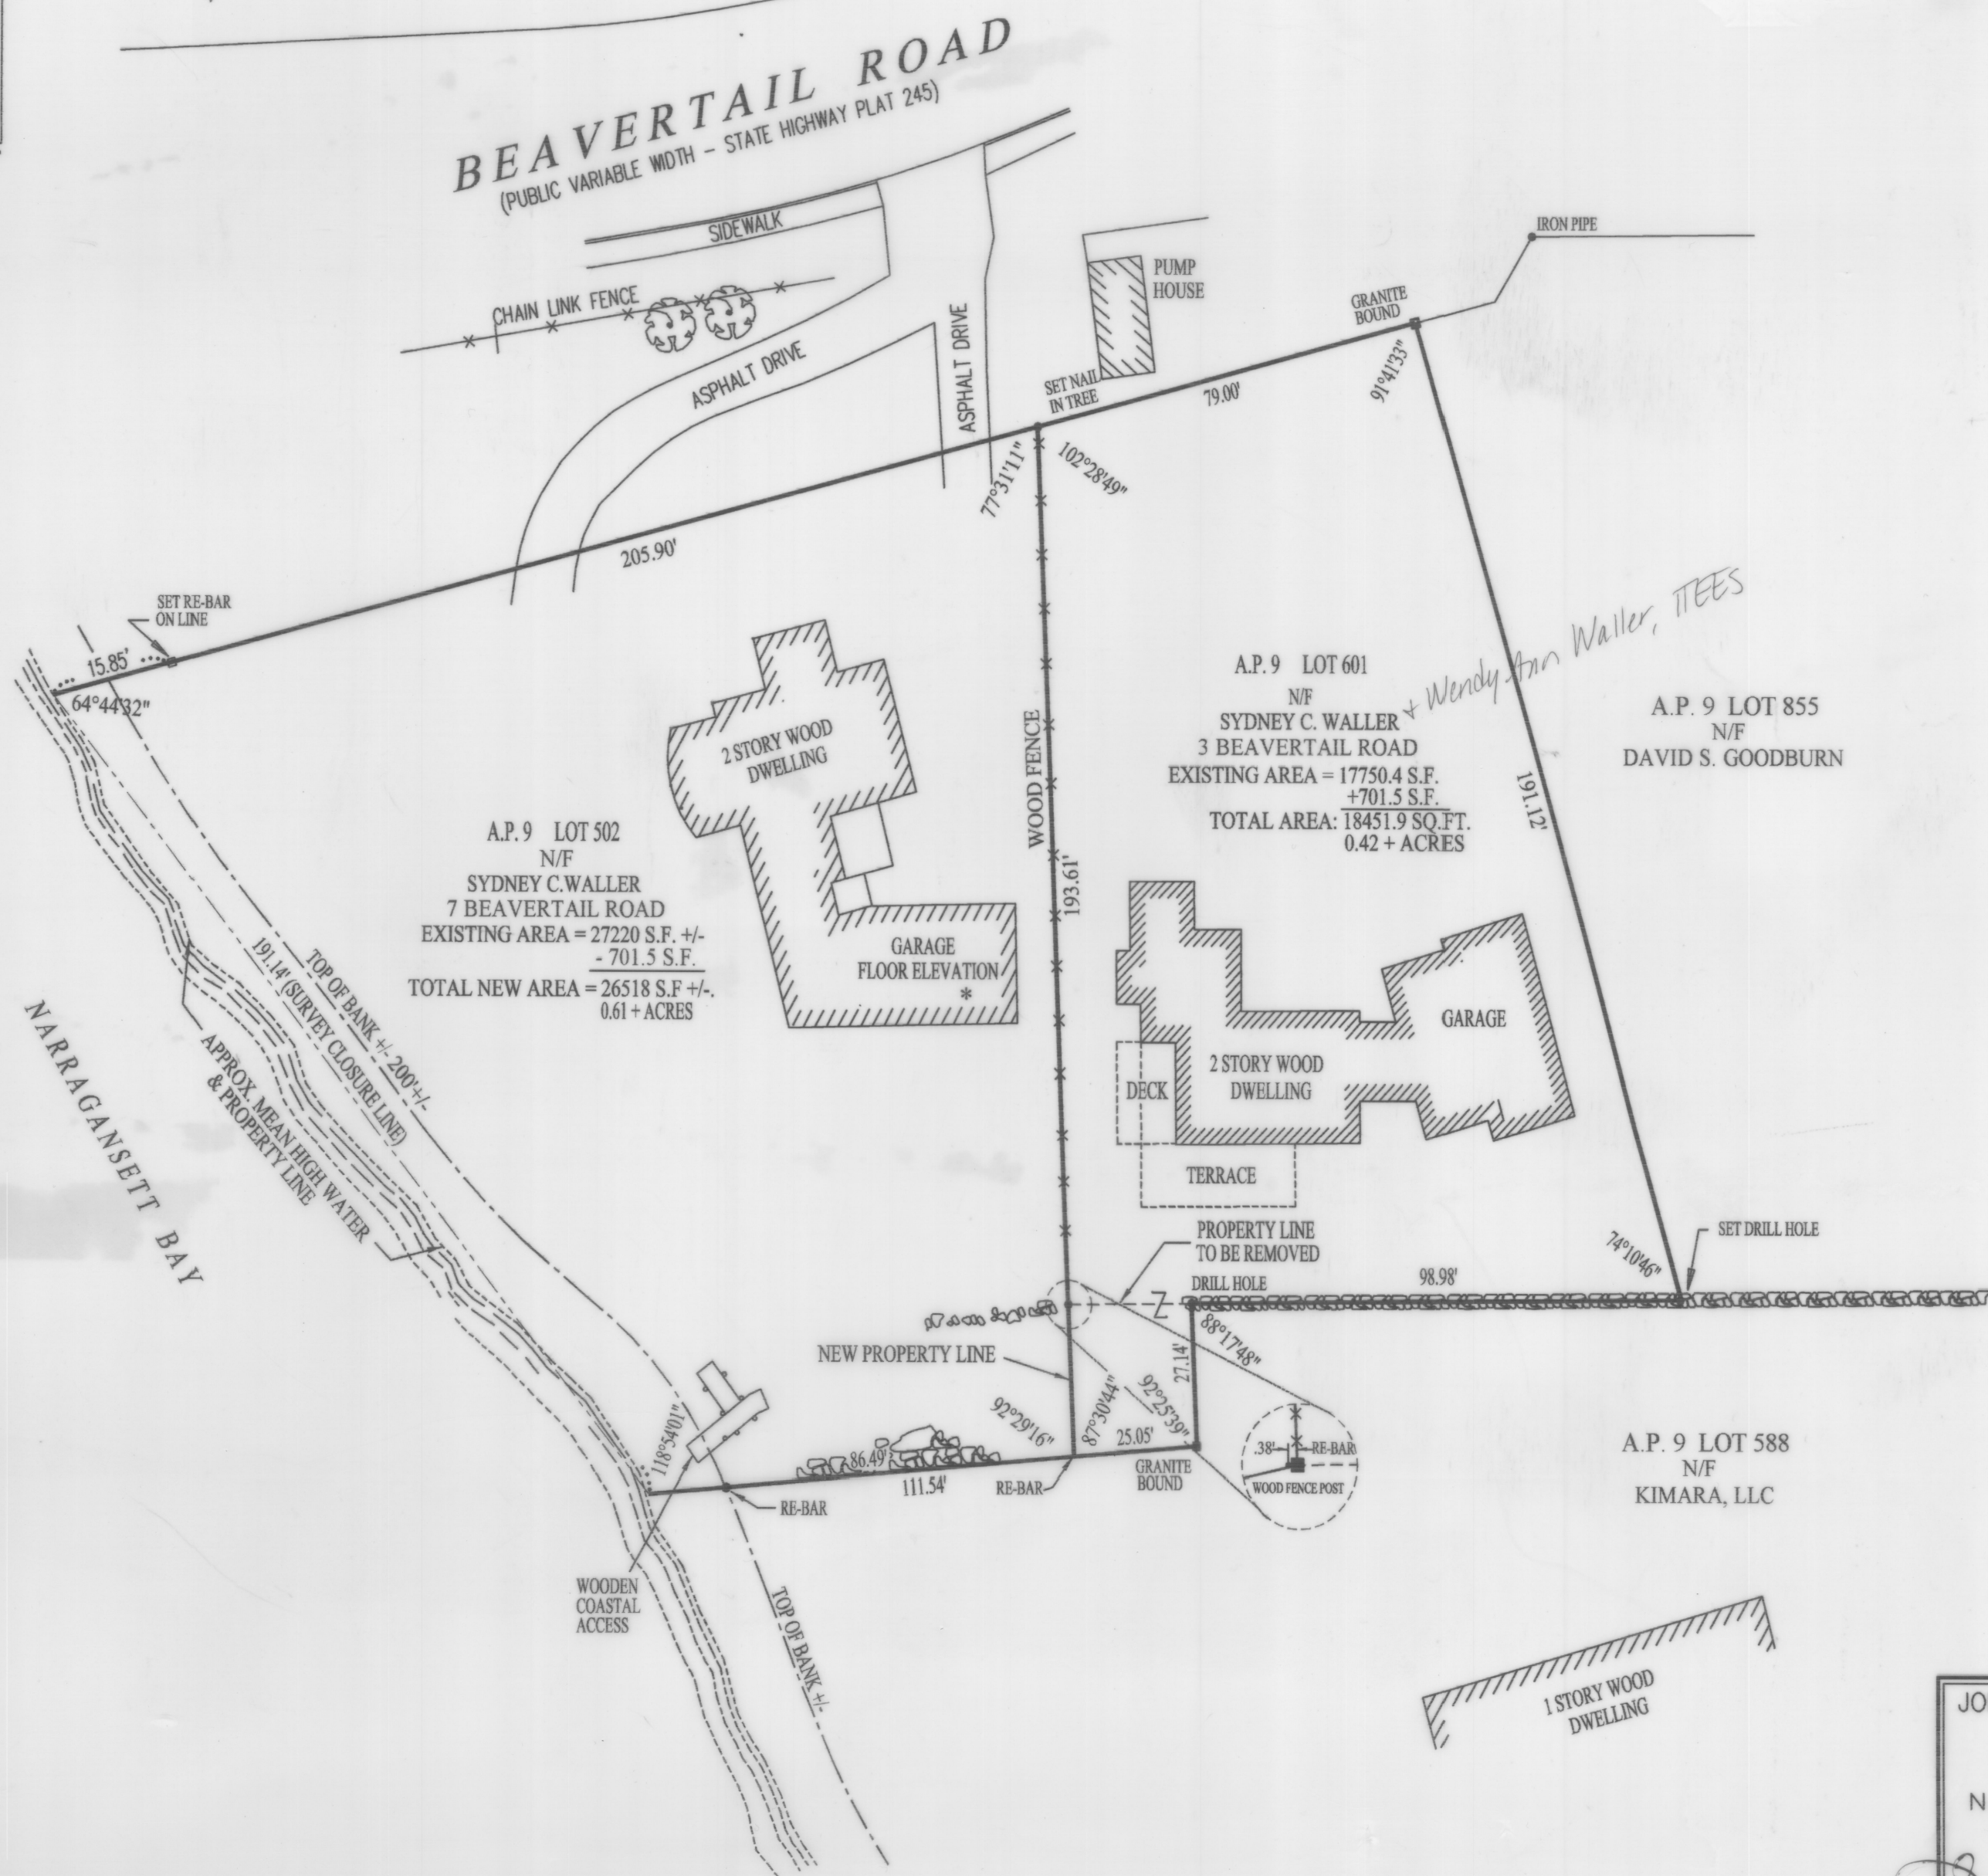 BEAVERTAIL ROAD
(PUBLIC VARIABLE WIDTH - STATE HIGHWAY PLAT 245)
SIDEWALK
CHAIN LINK FENCE
ASPHALT DRIVE
ASPHALT DRIVE
PUMP
HOUSE
IRON PIPE
GRANITE
BOUND
91°41'33"
SET NAIL
IN TREE
79.00'
77°31'11"
102°28'49"
205.90'
SET RE-BAR
ON LINE
15.85'
64°44'32"
2 STORY WOOD
DWELLING
WOOD FENCE
193.61'
A.P. 9 LOT 601
N/F
SYDNEY C. WALLER + Wendy Ann Waller, TTEES
3 BEAVERTAIL ROAD
EXISTING AREA = 17750.4 S.F.
+701.5 S.F.
TOTAL AREA: 18451.9 SQ.FT.
0.42 + ACRES
191.12'
A.P. 9 LOT 855
N/F
DAVID S. GOODBURN
A.P. 9 LOT 502
N/F
SYDNEY C.WALLER
7 BEAVERTAIL ROAD
EXISTING AREA = 27220 S.F. +/-
- 701.5 S.F.
TOTAL NEW AREA = 26518 S.F +/-.
0.61 + ACRES
GARAGE
FLOOR ELEVATION
*
TOP OF BANK +/- 200'+/-
191.14' (SURVEY CLOSURE LINE)
APPROX. MEAN HIGH WATER
& PROPERTY LINE
NARRAGANSETT BAY
GARAGE
2 STORY WOOD
DWELLING
DECK
TERRACE
PROPERTY LINE
TO BE REMOVED
DRILL HOLE
98.98'
74°10'46"
SET DRILL HOLE
88°17'48"
27.14'
NEW PROPERTY LINE
92°29'16"
87°30'44"
92°25'39"
25.05'
GRANITE
BOUND
.38'
RE-BAR
WOOD FENCE POST
118°54'01"
86.49'
111.54'
RE-BAR
RE-BAR
WOODEN
COASTAL
ACCESS
TOP OF BANK +/-
A.P. 9 LOT 588
N/F
KIMARA, LLC
1 STORY WOOD
DWELLING
JO
N